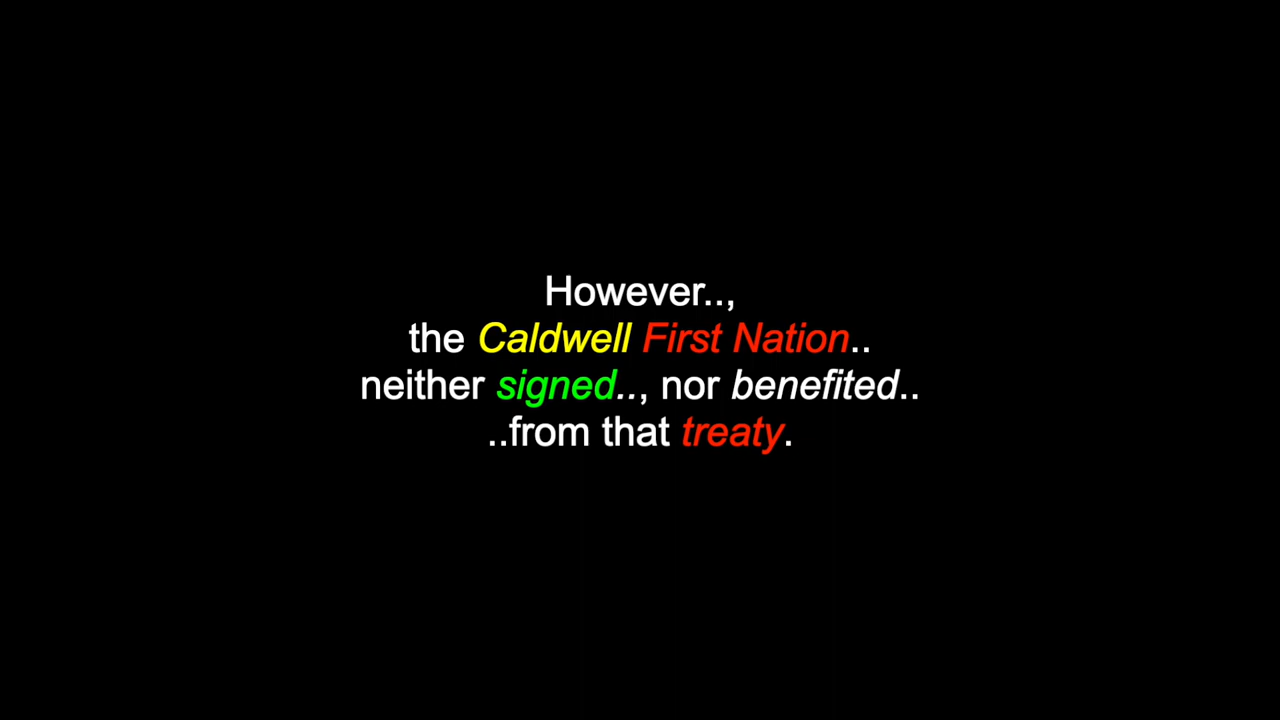 However..,
the Caldwell First Nation..
neither signed.., nor benefited..
..from that treaty.